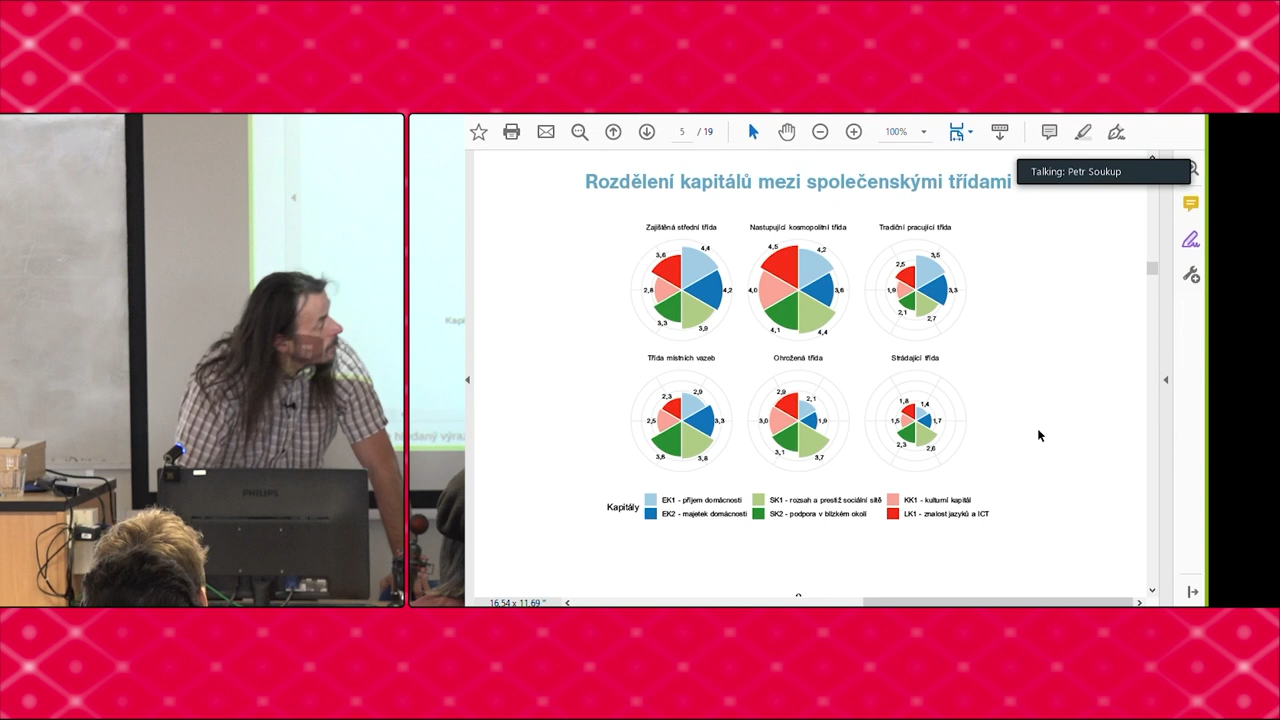 5 / 19
100%
Talking: Petr Soukup
Rozdělení kapitálů mezi společenskými třídami
Zajištěná střední třída
Nastupující kosmopolitní třída
Tradiční pracující třída
3,6
4,4
2,8
4,2
3,3
3,9
4,5
4,2
4,0
3,6
4,1
4,4
2,5
3,5
1,9
3,3
2,1
2,7
Třída místních vazeb
Ohrožená třída
Strádající třída
2,3
2,9
2,5
3,3
3,6
3,8
2,9
2,1
3,0
1,9
3,1
3,7
1,8
1,4
1,5
1,7
2,3
2,6
Kapitály
EK1 - příjem domácnosti
SK1 - rozsah a prestiž sociální sítě
KK1 - kulturní kapitál
EK2 - majetek domácnosti
SK2 - podpora v blízkém okolí
LK1 - znalost jazyků a ICT
16,54 x 11,69 "
PHILIPS
hledaný výraz